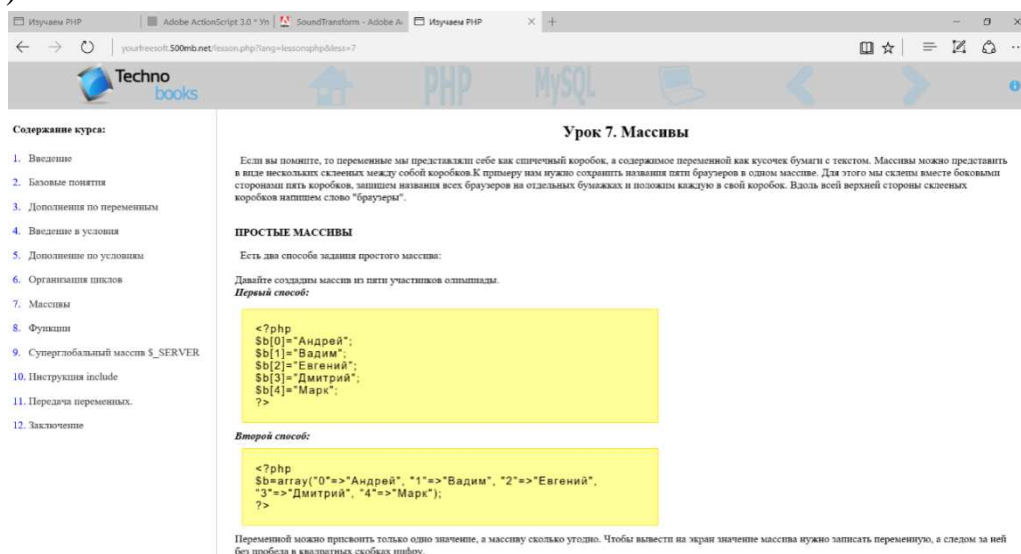 )
Изучаем PHP
Adobe ActionScript 3.0 * Уп
SoundTransform - Adobe A
Изучаем PHP
yourfreesoft.500mb.net/lesson.php?lang=lessonsphp&less=7
Techno
books
PHP
MySQL
Содержание курса:
1. Введение
2. Базовые понятия
3. Дополнения по переменным
4. Введение в условия
5. Дополнение по условиям
6. Организация циклов
7. Массивы
8. Функции
9. Суперглобальный массив $_SERVER
10. Инструкция include
11. Передача переменных.
12. Заключение
Урок 7. Массивы
Если вы помните, то переменные мы представляли себе как спичечный коробок, а содержимое переменной как кусочек бумаги с текстом. Массивы можно представить
в виде нескольких склееных между собой коробков.К примеру нам нужно сохранить названия пяти браузеров в одном массиве. Для этого мы склеим вместе боковыми
сторонами пять коробков, запишем названия всех браузеров на отдельных бумажках и положим каждую в свой коробок. Вдоль всей верхней стороны склееных
коробков напишем слово "браузеры".
ПРОСТЫЕ МАССИВЫ
Есть два способа задания простого массива:
Давайте создадим массив из пяти участников олимпиады.
Первый способ:
<?php
$b[0]="Андрей";
$b[1]="Вадим";
$b[2]="Евгений";
$b[3]="Дмитрий";
$b[4]="Марк";
?>
Второй способ:
<?php
$b=array("0"=>"Андрей", "1"=>"Вадим", "2"=>"Евгений",
"3"=>"Дмитрий", "4"=>"Марк");
?>
Переменной можно присвоить только одно значение, а массиву сколько угодно. Чтобы вывести на экран значение массива нужно записать переменную, а следом за ней
без пробела в квадратных скобках цифру.